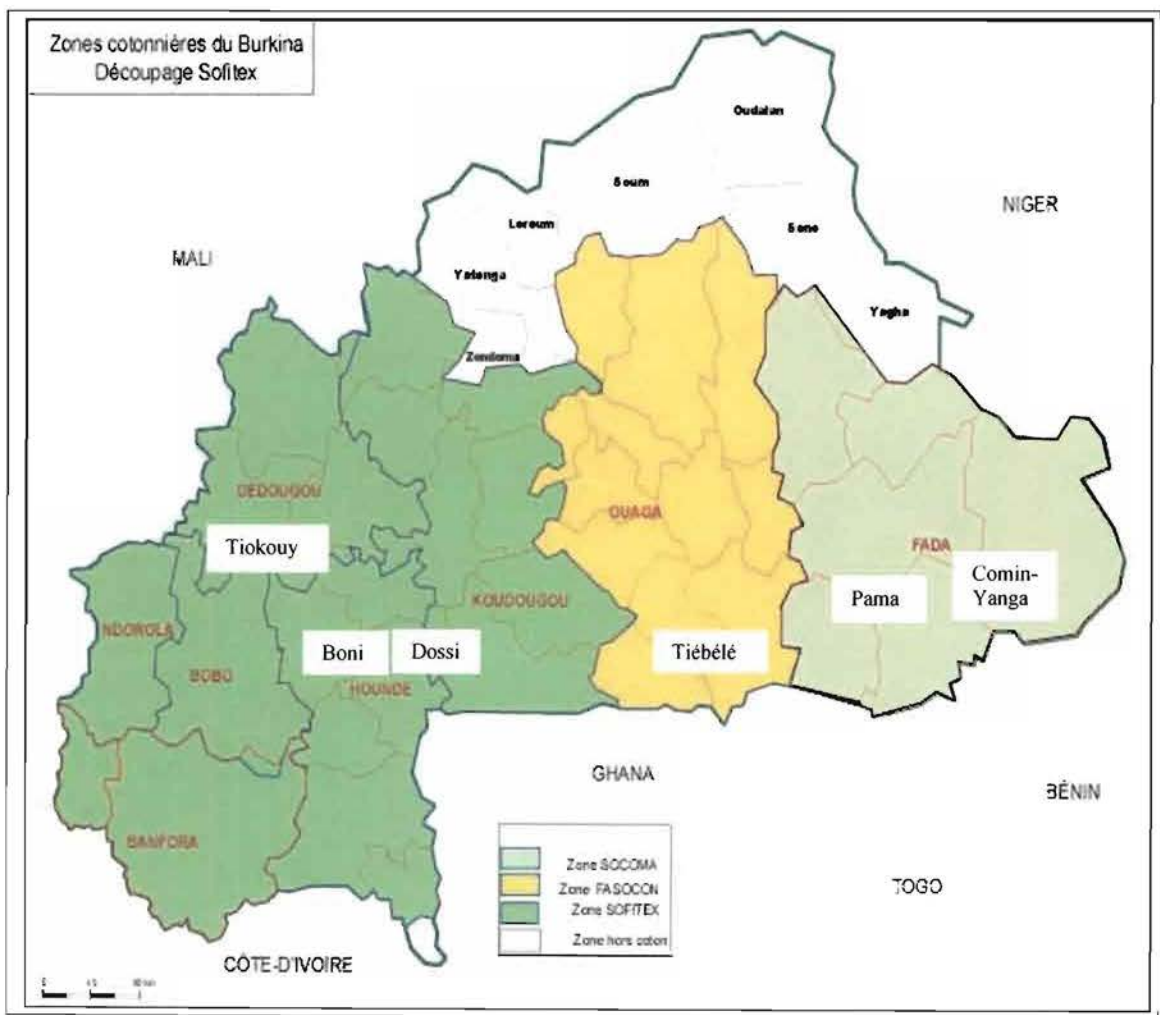 Zones cotonnières du Burkina
Découpage Sofitex
Oudalan
Soum
NIGER
Loroum
Seno
MALI
Yatenga
Yagha
Zondoma
DEDOUGOU
OUAGA
Tiokouy
FADA
Comin-
Yanga
Pama
KOUDOUGOU
NDOROLA
Boni
Dossi
Tiébélé
BOBO
HOUNDE
GHANA
BÉNIN
BANFORA
Zone SOCOMA
Zone FASOCON
Zone SOFITEX
Zone hors coton
TOGO
CÔTE-D'IVOIRE